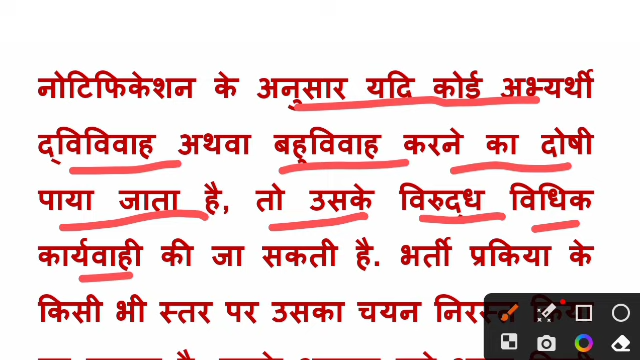 नोटिफिकेशन के अनुसार यदि कोई अभ्यर्थी
द्विविवाह अथवा बहुविवाह करने का दोषी
पाया जाता है, तो उसके विरुद्ध विधिक
कार्यवाही की जा सकती है. भर्ती प्रकिया के
किसी भी स्तर पर उसका चयन निरस्त किया